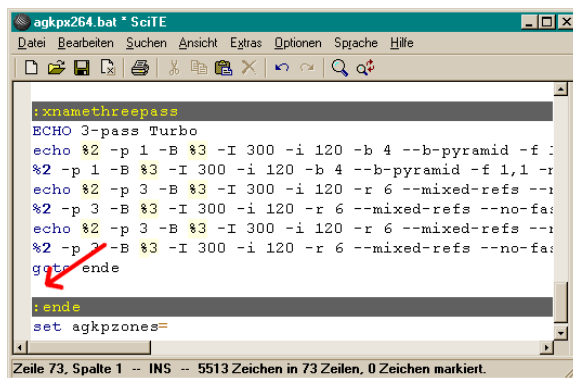 agkpx264.bat * SciTE
Datei Bearbeiten Suchen Ansicht Extras Optionen Sprache Hilfe
:xnamethreepass
ECHO 3-pass Turbo
echo %2 -p 1 -B %3 -I 300 -i 120 -b 4 --b-pyramid -f
%2 -p 1 -B %3 -I 300 -i 120 -b 4 --b-pyramid -f 1,1
echo %2 -p 3 -B %3 -I 300 -i 120 -r 6 --mixed-refs
%2 -p 3 -B %3 -I 300 -i 120 -r 6 --mixed-refs
echo %2 -p 3 -B %3 -I 300 -i 120 -r 6 --mixed-refs
%2 -p 3 -B %3 -I 300 -i 120 -r 6 --mixed-refs
goto ende
:ende
set agkpzones=
Zeile 73, Spalte 1 -- INS -- 5513 Zeichen in 73 Zeilen, 0 Zeichen markiert.